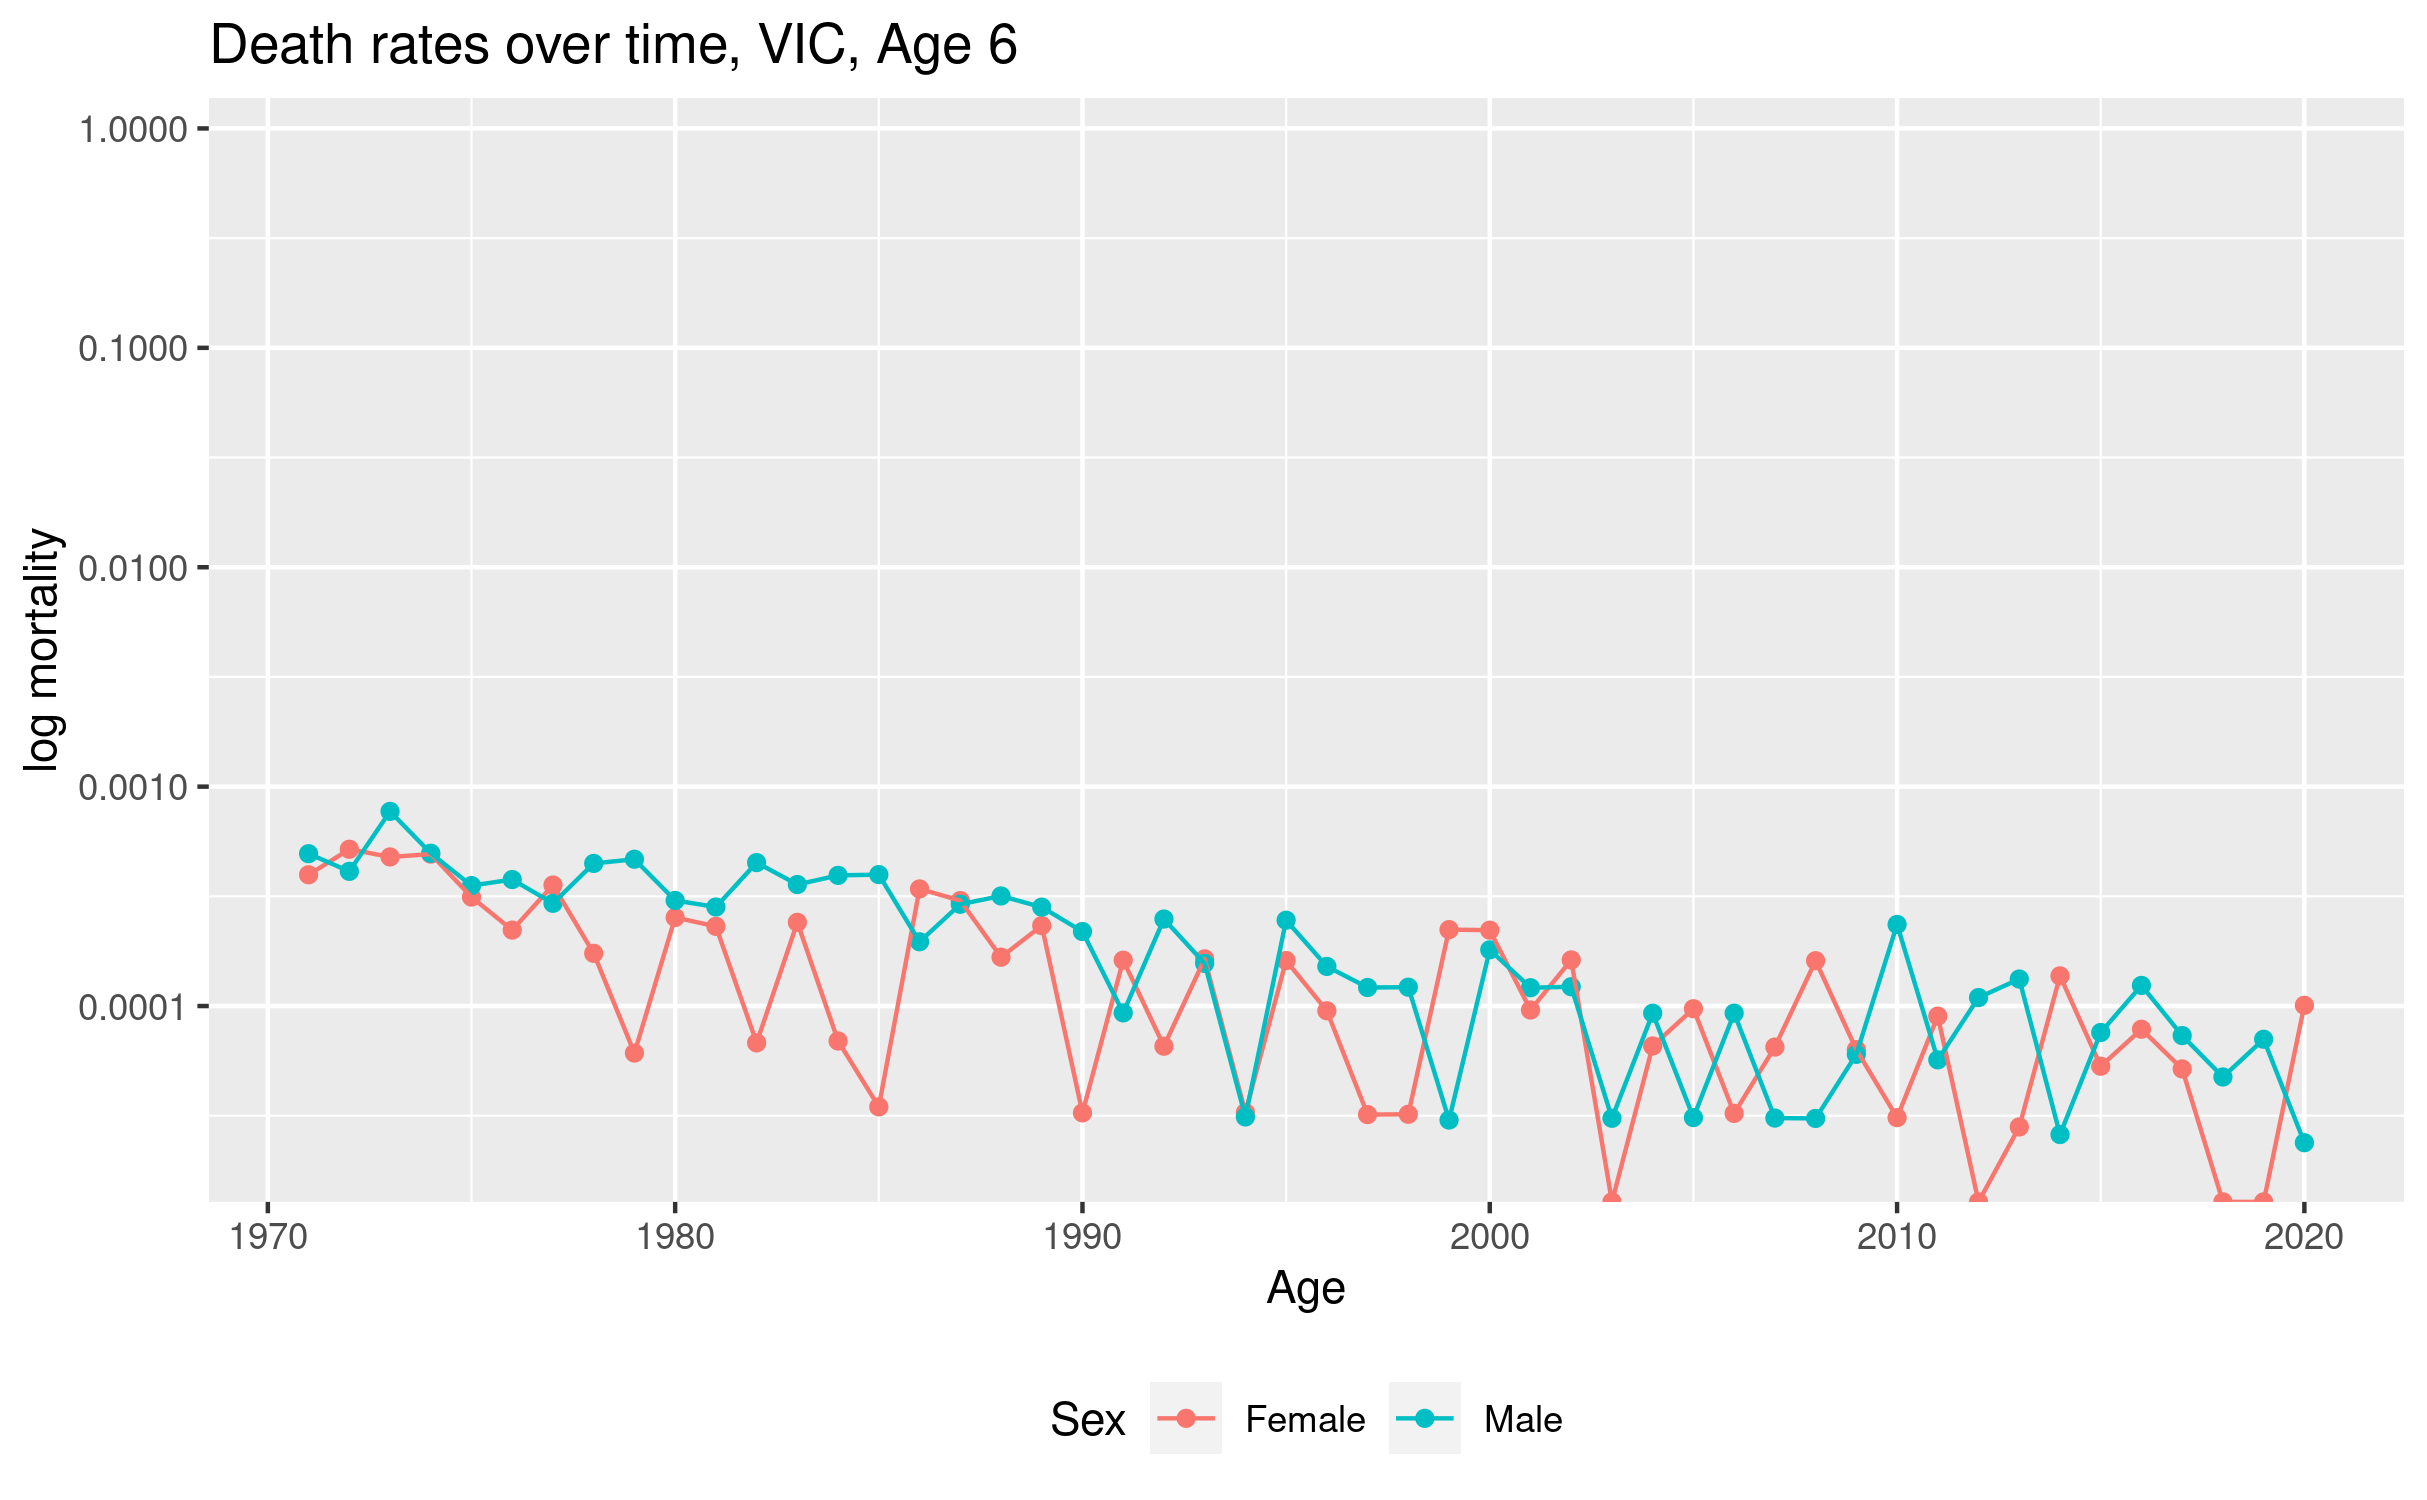 Death rates over time, VIC, Age 6
log mortality
1.0000
0.1000
0.0100
0.0010
0.0001
1970 1980 1990 2000 2010 2020
Age
Sex Female Male